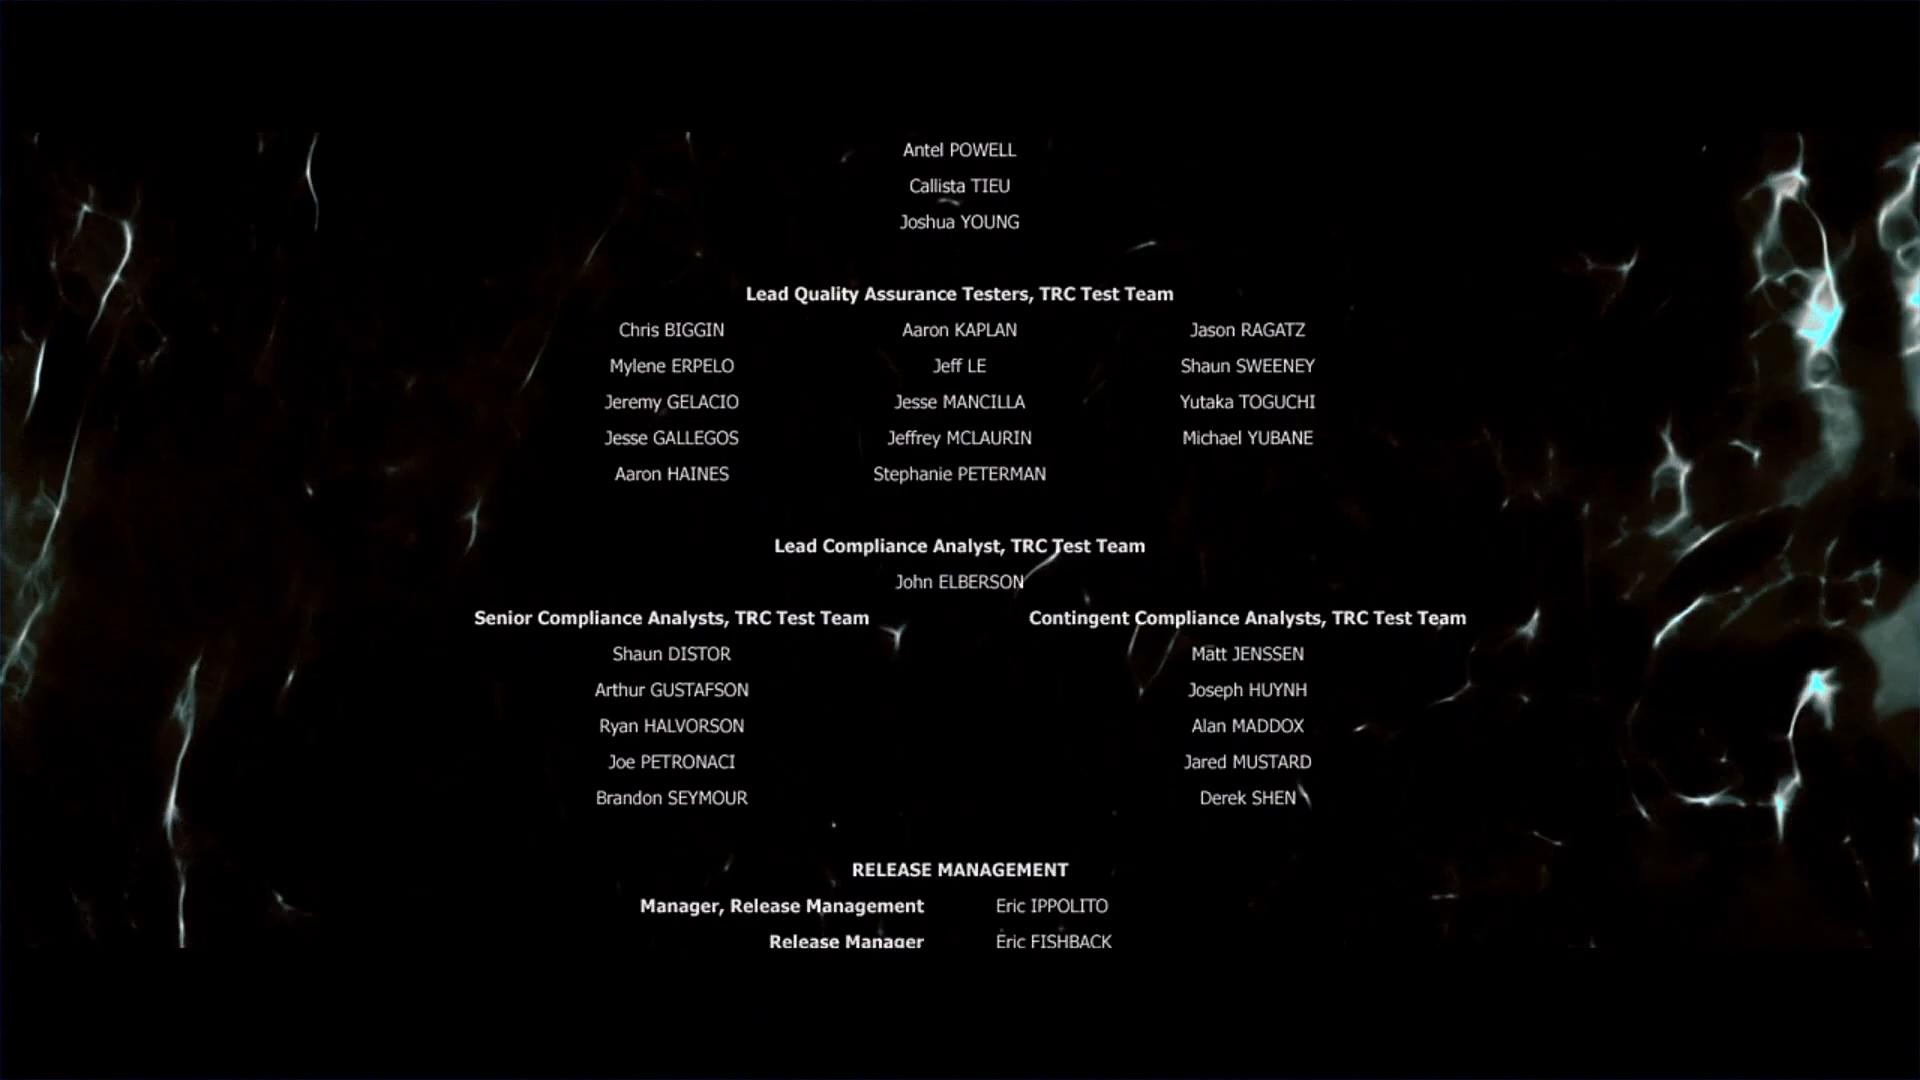 Antel POWELL
Callista TIEU
Joshua YOUNG
Lead Quality Assurance Testers, TRC Test Team
Chris BIGGIN Aaron KAPLAN Jason RAGATZ
Mylene ERPELO Jeff LE Shaun SWEENEY
Jeremy GELACIO Jesse MANCILLA Yutaka TOGUCHI
Jesse GALLEGOS Jeffrey MCLAURIN Michael YUBANE
Aaron HAINES Stephanie PETERMAN
Lead Compliance Analyst, TRC Test Team
John ELBERSON
Senior Compliance Analysts, TRC Test Team Contingent Compliance Analysts, TRC Test Team
Shaun DISTOR Matt JENSSEN
Arthur GUSTAFSON Joseph HUYNH
Ryan HALVORSON Alan MADDOX
Joe PETRONACI Jared MUSTARD
Brandon SEYMOUR Derek SHEN
RELEASE MANAGEMENT
Manager, Release Management Eric IPPOLITO
Release Manager Eric FISHBACK